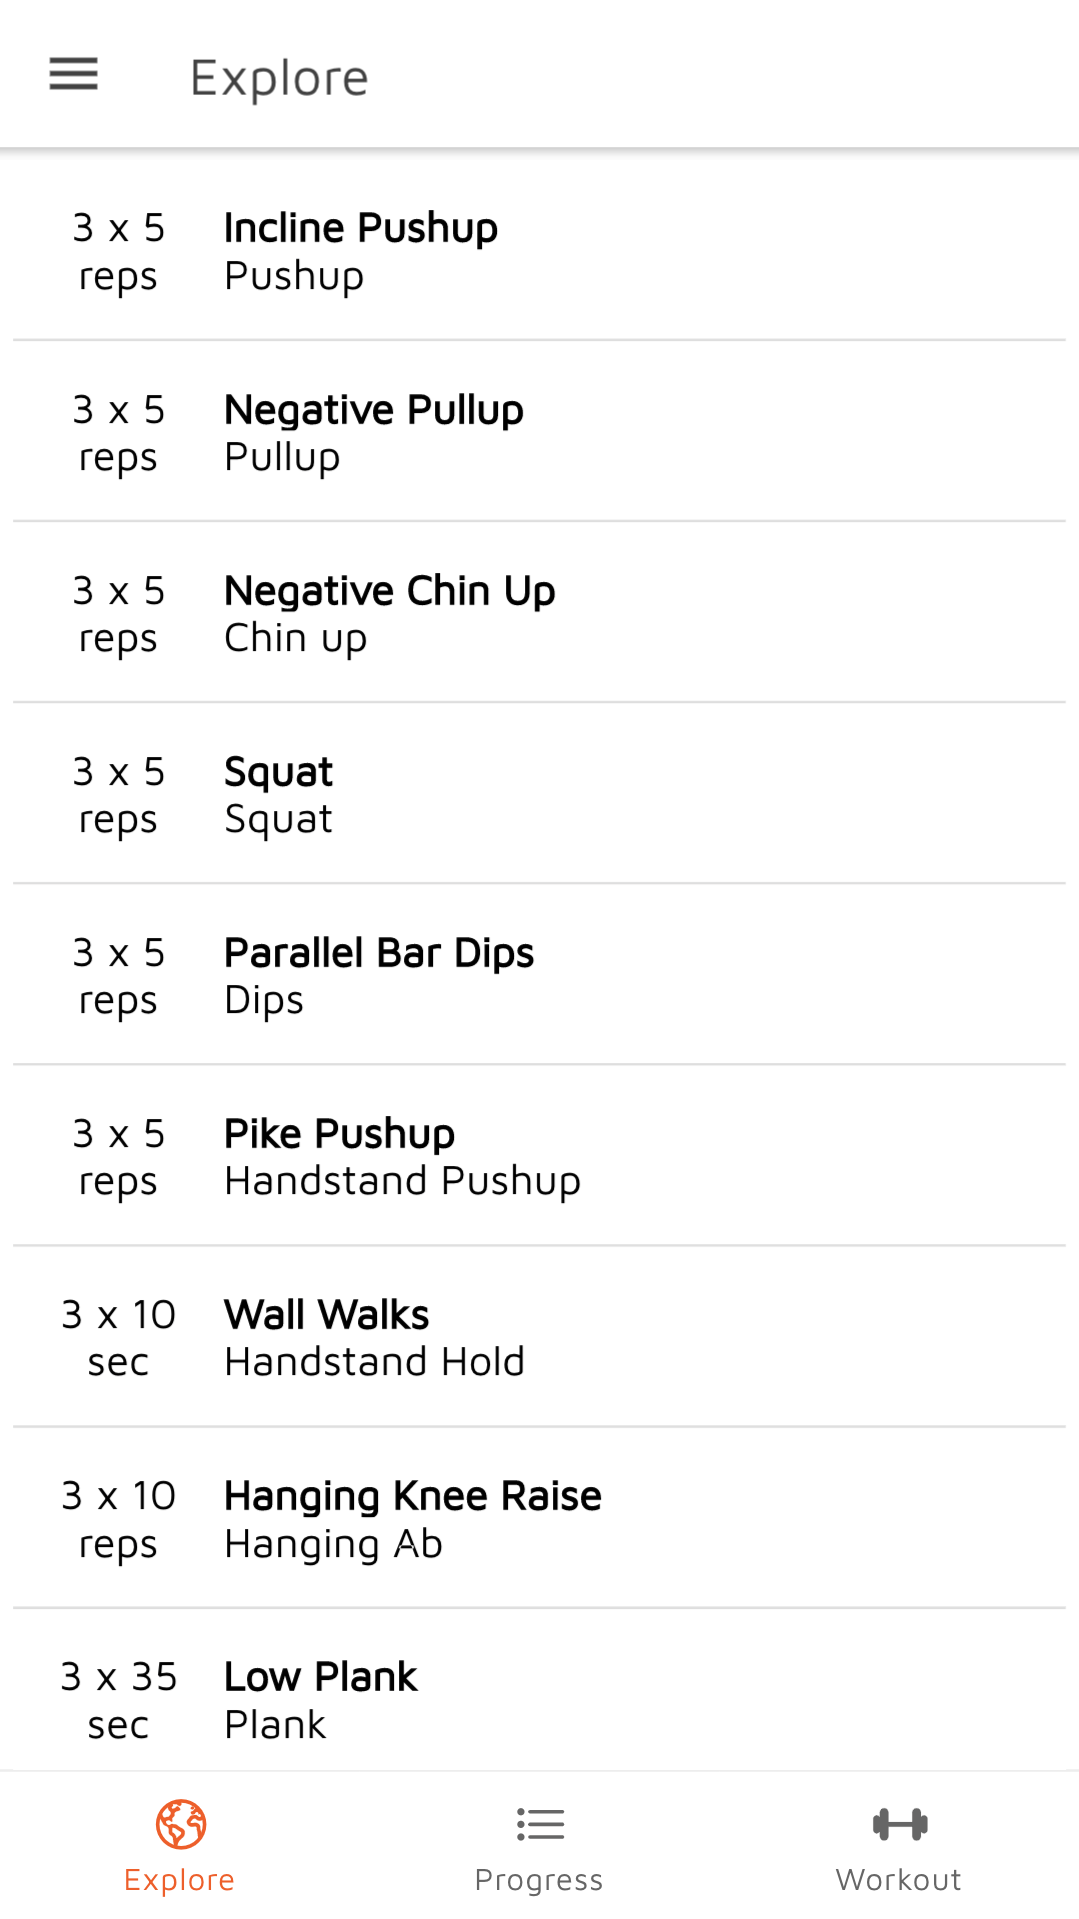 Explore
3 x 5 Incline Pushup
reps Pushup
3 x 5 Negative Pullup
reps Pullup
3 x 5 Negative Chin Up
reps Chin up
3 x 5 Squat
reps Squat
3 x 5 Parallel Bar Dips
reps Dips
3 x 5 Pike Pushup
reps Handstand Pushup
3 x 10 Wall Walks
sec Handstand Hold
3 x 10 Hanging Knee Raise
reps Hanging Ab
3 x 35 Low Plank
sec Plank
Explore Progress Workout